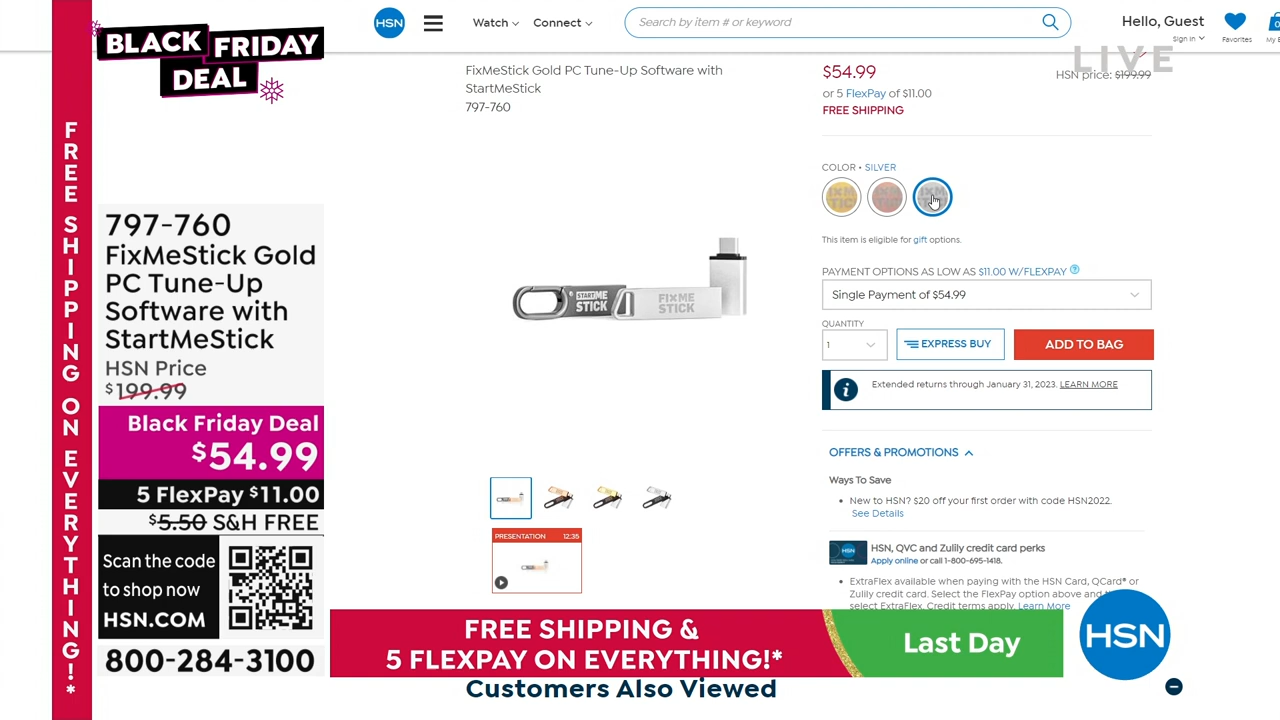 FREE SHIPPING ON EVERYTHING!*
BLACK FRIDAY
DEAL
797-760
FixMeStick Gold
PC Tune-Up
Software with
StartMeStick
HSN Price
$199.99
Black Friday Deal
$54.99
5 FlexPay $11.00
$5.50 S&H FREE
Scan the code
to shop now
HSN.COM
800-284-3100
HSN
Watch
Connect
Search by item # or keyword
Hello, Guest
Sign In
Favorites
LIVE
FixMeStick Gold PC Tune-Up Software with
StartMeStick
797-760
$54.99
HSN price: $199.99
or 5 FlexPay of $11.00
FREE SHIPPING
COLOR • SILVER
This item is eligible for gift options.
PAYMENT OPTIONS AS LOW AS $11.00 W/FLEXPAY
Single Payment of $54.99
QUANTITY
1
EXPRESS BUY
ADD TO BAG
Extended returns through January 31, 2023. LEARN MORE
START ME
STICK
FIXME
STICK
PRESENTATION 12:35
OFFERS & PROMOTIONS
Ways To Save
• New to HSN? $20 off your first order with code HSN2022.
See Details
HSN, QVC and Zulily credit card perks
Apply online or call 1-800-695-1418.
• ExtraFlex available when paying with the HSN Card, QCard® or
Zulily credit card. Select the FlexPay option above and
select ExtraFlex. Credit terms apply. Learn More
FREE SHIPPING &
5 FLEXPAY ON EVERYTHING!*
Last Day
HSN
Customers Also Viewed